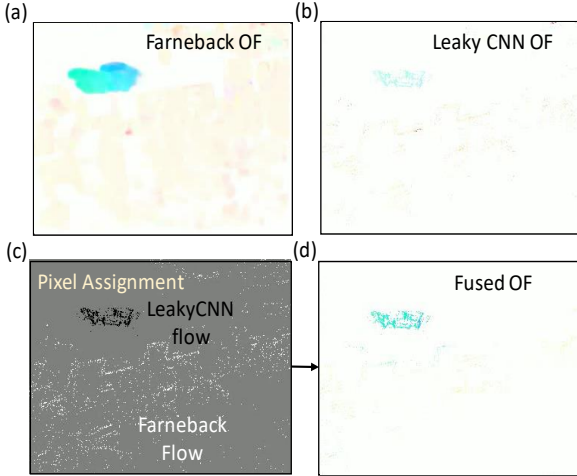 (a)
Farneback OF
(b)
Leaky CNN OF
(c)
Pixel Assignment
LeakyCNN
flow
Farneback
Flow
(d)
Fused OF